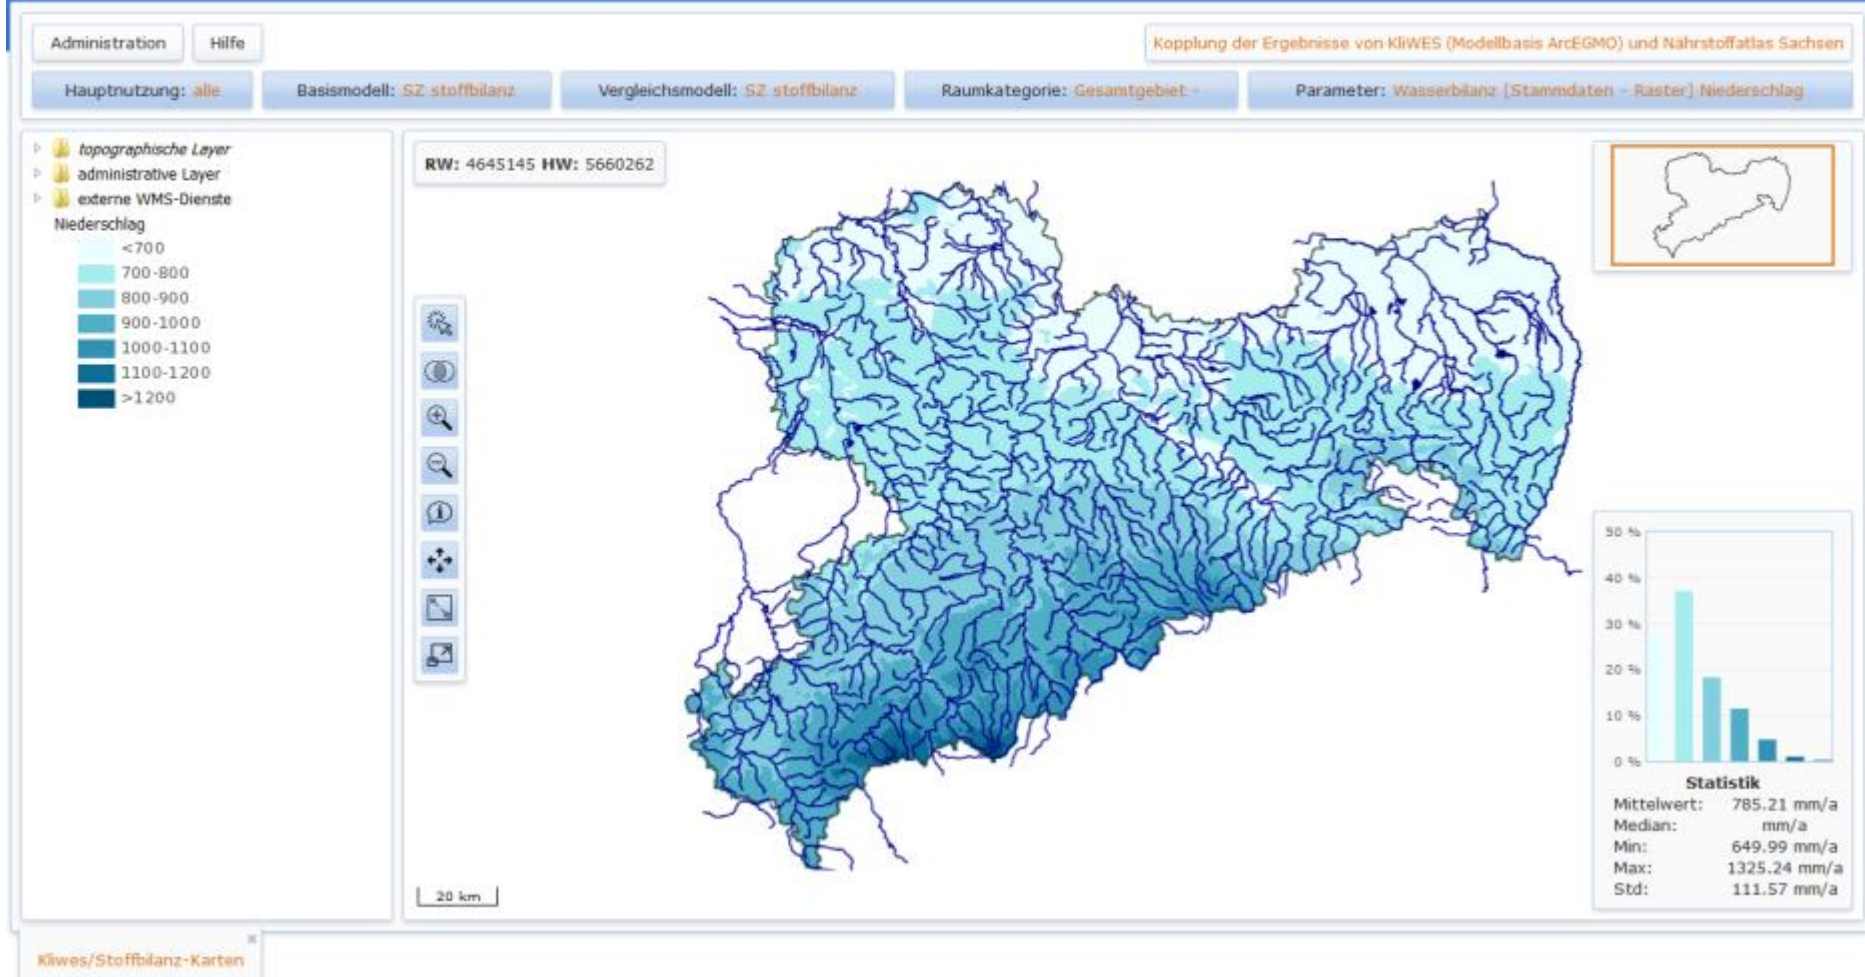 Administration Hilfe
Kopplung der Ergebnisse von KliWES (Modellbasis ArcEGMO) und Nährstoffatlas Sachsen
Hauptnutzung: alle
Basismodell: SZ stoffbilanz
Vergleichsmodell: SZ stoffbilanz
Raumkategorie: Gesamtgebiet -
Parameter: Wasserbilanz [Stammdaten - Raster] Niederschlag
topographische Layer
administrative Layer
externe WMS-Dienste
Niederschlag
<700
700-800
800-900
900-1000
1000-1100
1100-1200
>1200
RW: 4645145 HW: 5660262
20 km
50 %
40 %
30 %
20 %
10 %
0 %
Statistik
Mittelwert: 785.21 mm/a
Median: mm/a
Min: 649.99 mm/a
Max: 1325.24 mm/a
Std: 111.57 mm/a
Kliwes/Stoffbilanz-Karten